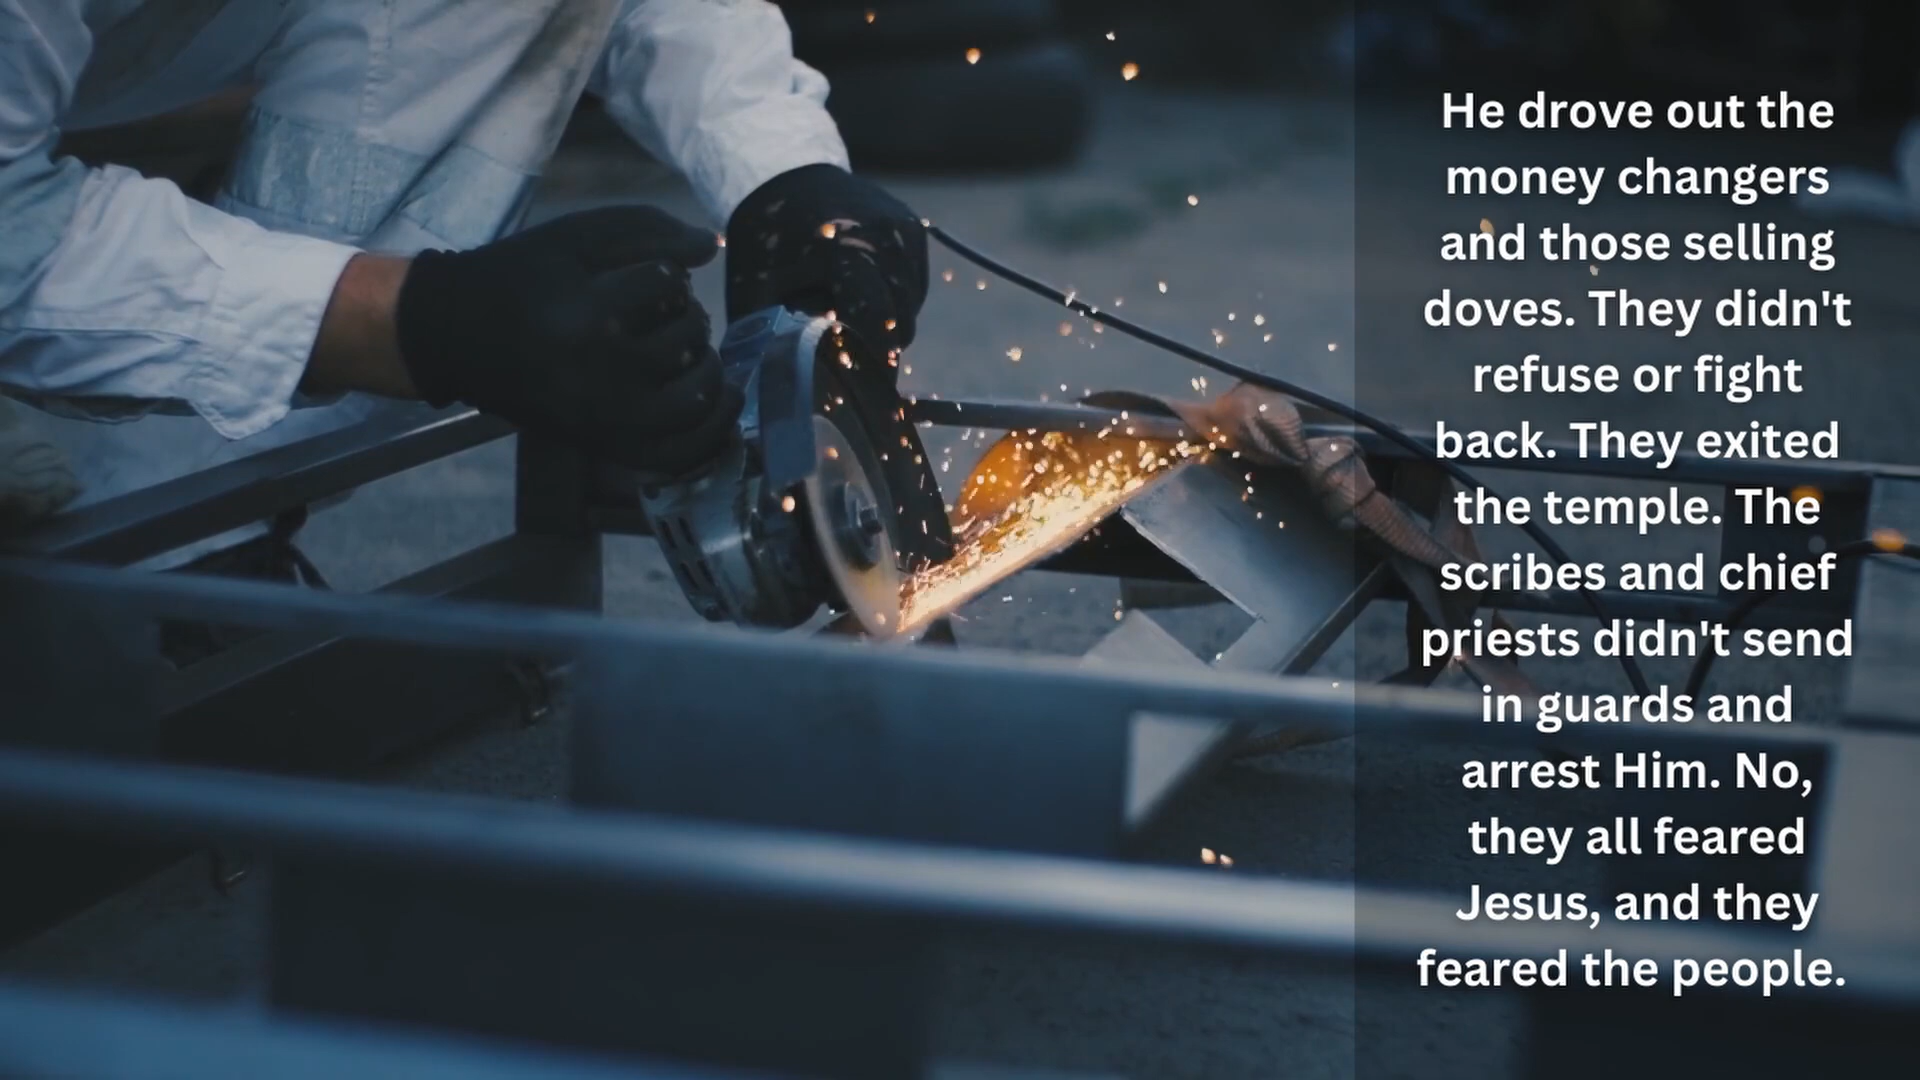 He drove out the
money changers
and those selling
doves. They didn't
refuse or fight
back. They exited
the temple. The
scribes and chief
priests didn't send
in guards and
arrest Him. No,
they all feared
Jesus, and they
feared the people.